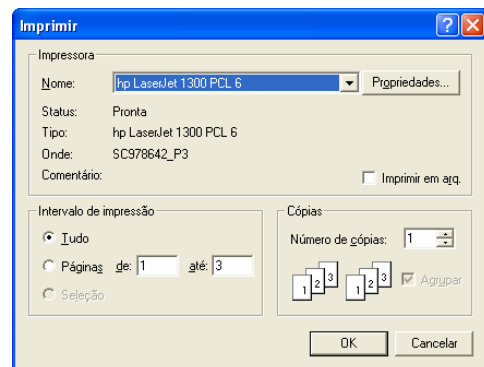 Imprimir
Impressora
Nome: hp LaserJet 1300 PCL 6 Propriedades...
Status: Pronta
Tipo: hp LaserJet 1300 PCL 6
Onde: SC978642_P3
Comentário: Imprimir em arq.
Intervalo de impressão Cópias
Tudo Número de cópias: 1
Páginas de: 1 até: 3
1 2 3 1 2 3 Agrupar
Seleção
OK Cancelar